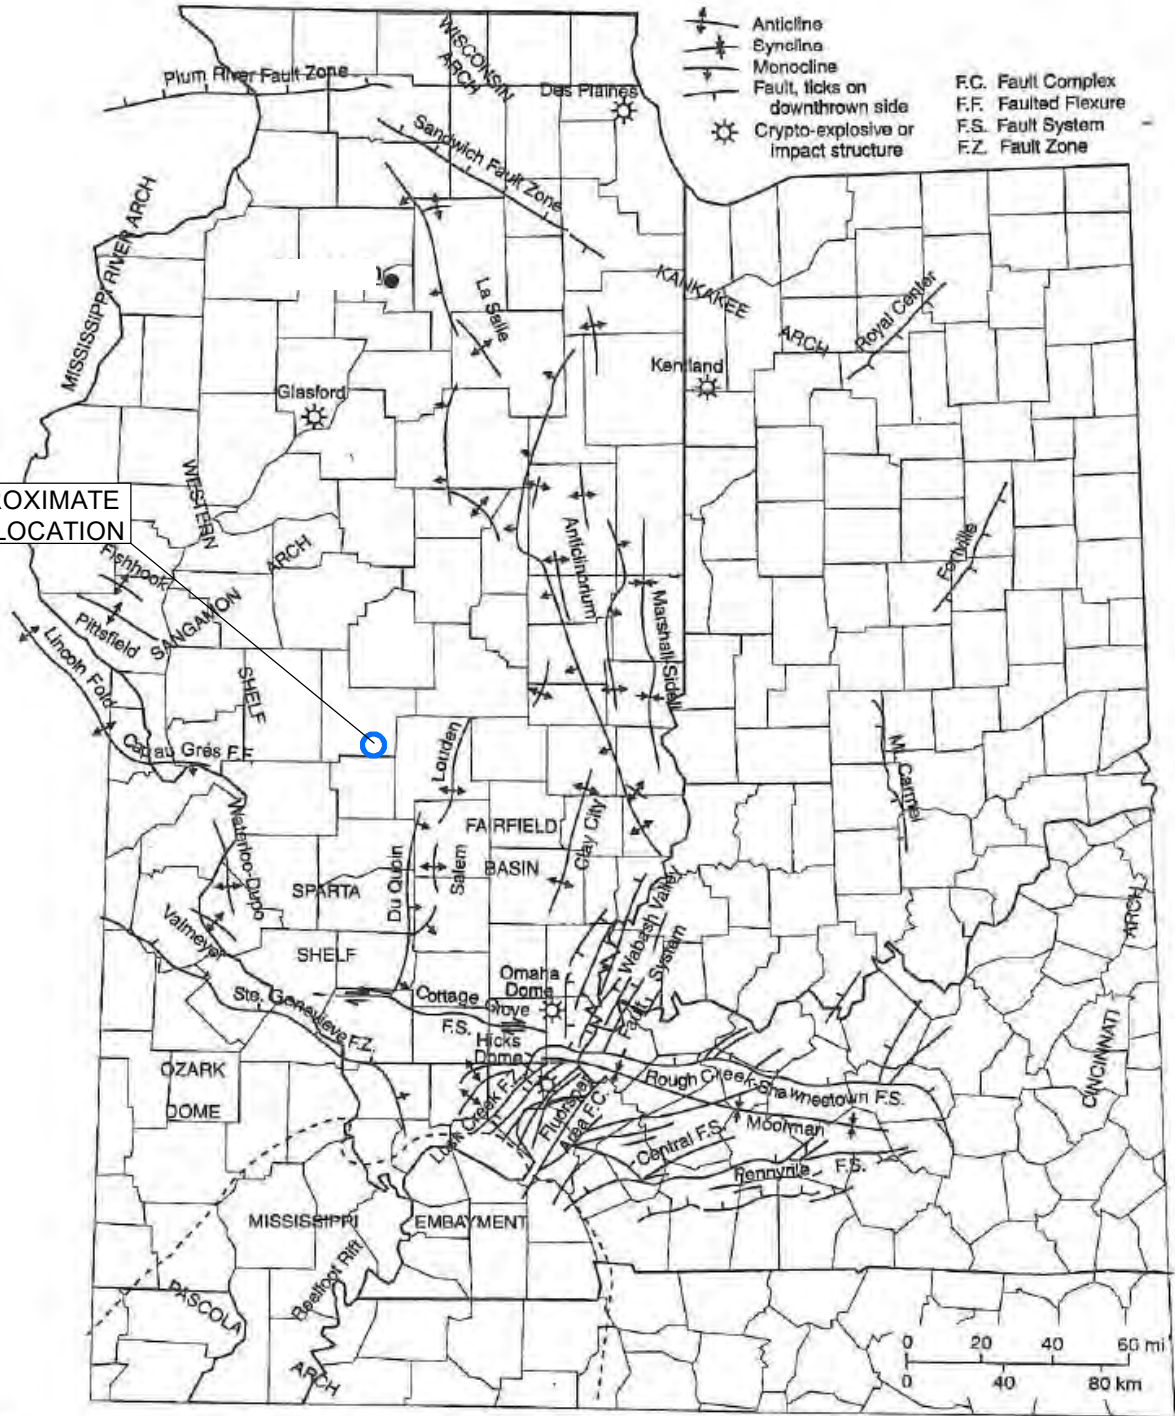 Anticline
Syncline
Monocline
Fault, ticks on
downthrown side
Crypto-explosive or
impact structure
F.C. Fault Complex
F.F. Faulted Flexure
F.S. Fault System
F.Z. Fault Zone
WISCONSIN
ARCH
Plum River Fault Zone
Des Plaines
Sandwich Fault Zone
MISSISSIPPI RIVER ARCH
KANKAKEE
ARCH
Royal Center
La Salle
Kentland
Glasford
WESTERN
OXIMATE
LOCATION
Fishhook
ARCH
SANGAMON
Pittsfield
Lincoln Fold
Anticlinorium
Fortville
Marshall-Sidell
SHELF
Cap au Grès F.F.
Louden
Mt. Carmel
Waterloo-Dupo
FAIRFIELD
BASIN
Clay City
Du Quoin
Salem
SPARTA
SHELF
Valmeyer
Wabash Valley
Fault System
Omaha
Dome
ARCH
CINCINNATI
Ste. Genevieve F.Z.
Cottage Grove
F.S.
Hicks
Dome
OZARK
DOME
Rough Creek-Shawneetown F.S.
Lusk Creek F.Z.
Fluorspar
Area F.C.
Moorman
Central F.S.
Pennyrile F.S.
MISSISSIPPI
EMBAYMENT
Reelfoot Rift
PASCOLA
ARCH
0 20 40 60 mi
0 40 80 km